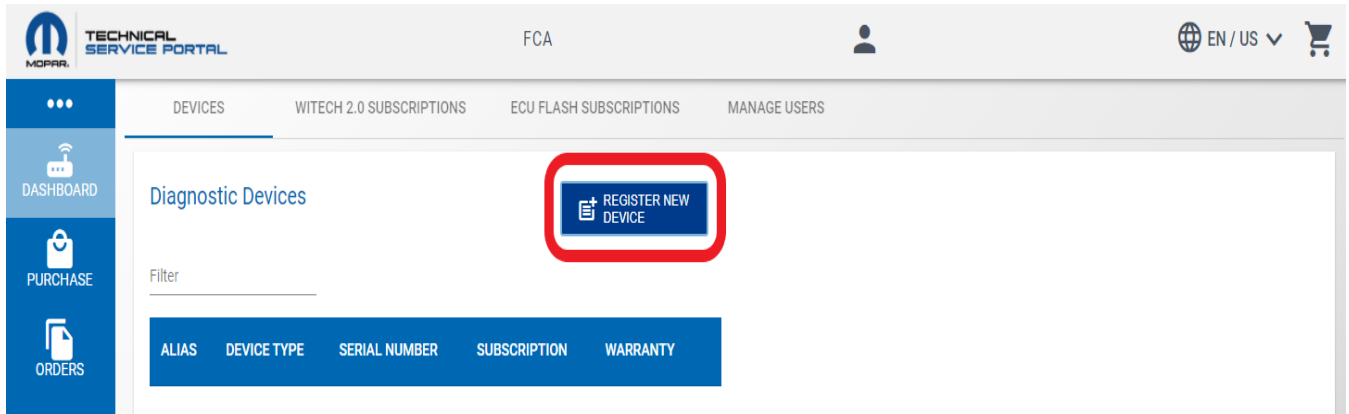 MOPAR.
TECHNICAL
SERVICE PORTAL
FCA
EN / US
DEVICES
WITECH 2.0 SUBSCRIPTIONS
ECU FLASH SUBSCRIPTIONS
MANAGE USERS
DASHBOARD
PURCHASE
ORDERS
Diagnostic Devices
REGISTER NEW
DEVICE
Filter
ALIAS DEVICE TYPE SERIAL NUMBER SUBSCRIPTION WARRANTY